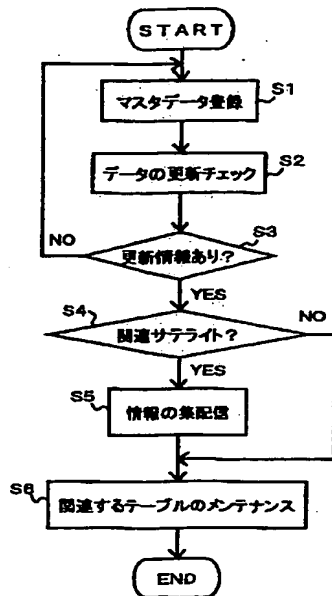 START
マスタデータ登録
S1
データの更新チェック
S2
更新情報あり?
S3
NO
YES
関連サテライト?
S4
NO
YES
情報の集配信
S5
関連するテーブルのメンテナンス
S6
END